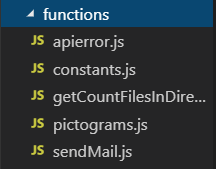 functions
JS apierror.js
JS constants.js
JS getCountFilesInDire...
JS pictograms.js
JS sendMail.js